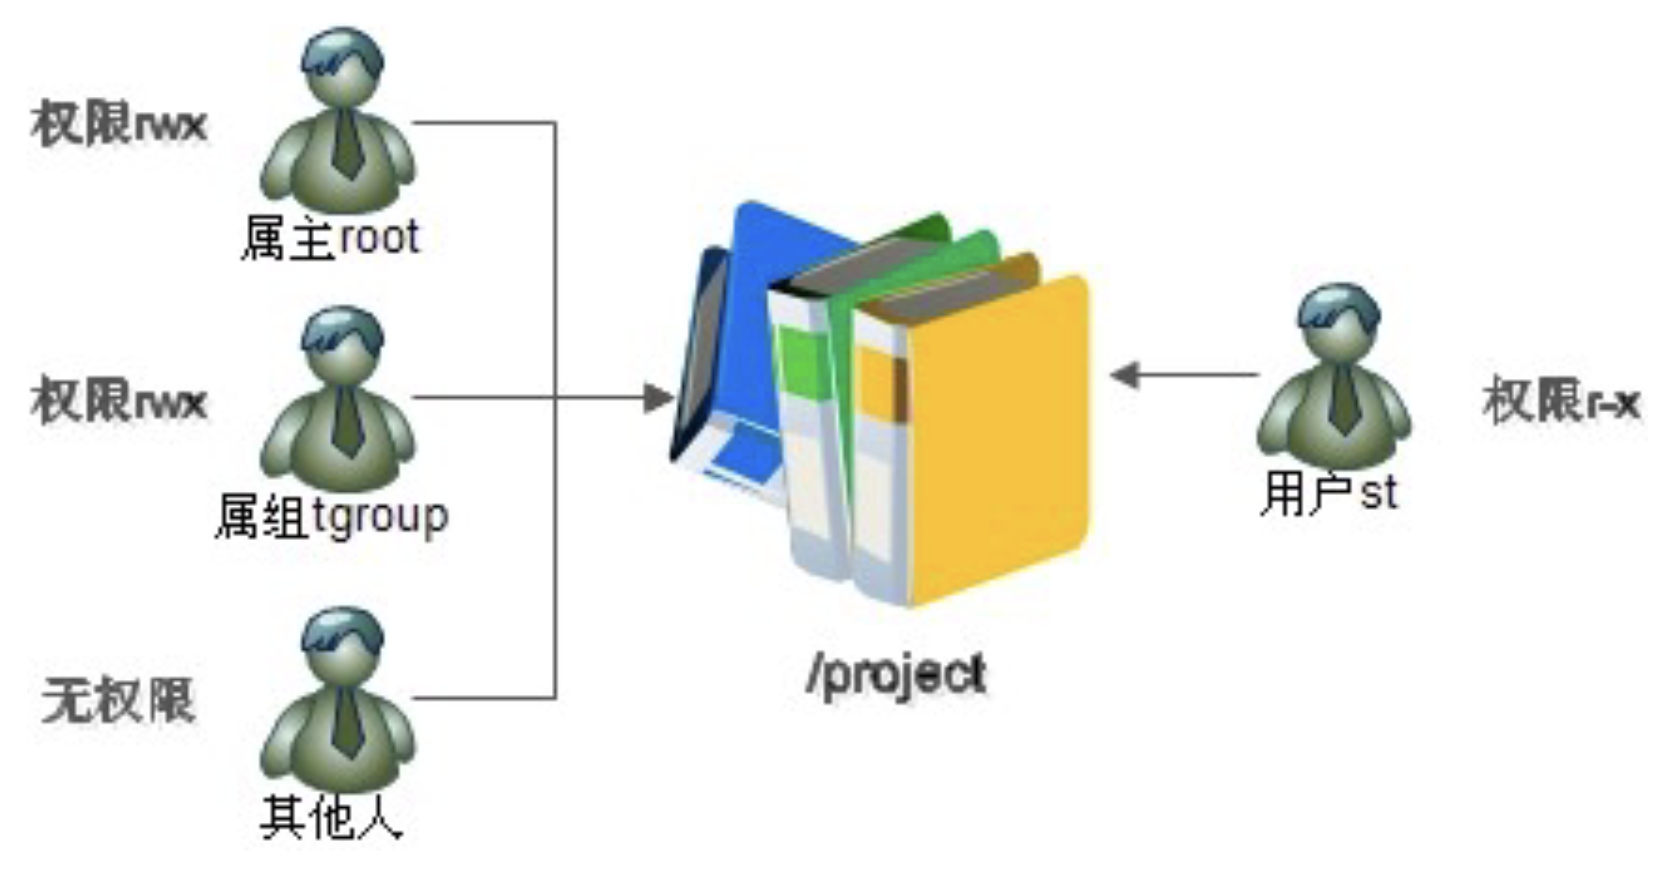 权限rwx
属主root
权限rwx
属组tgroup
无权限
其他人
/project
用户st
权限r-x